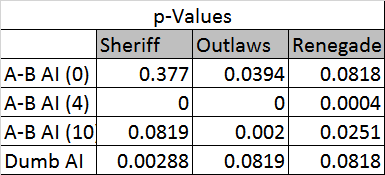 p-Values
Sheriff Outlaws Renegade
A-B AI (0) 0.377 0.0394 0.0818
A-B AI (4) 0 0 0.0004
A-B AI (10 0.0819 0.002 0.0251
Dumb AI 0.00288 0.0819 0.0818